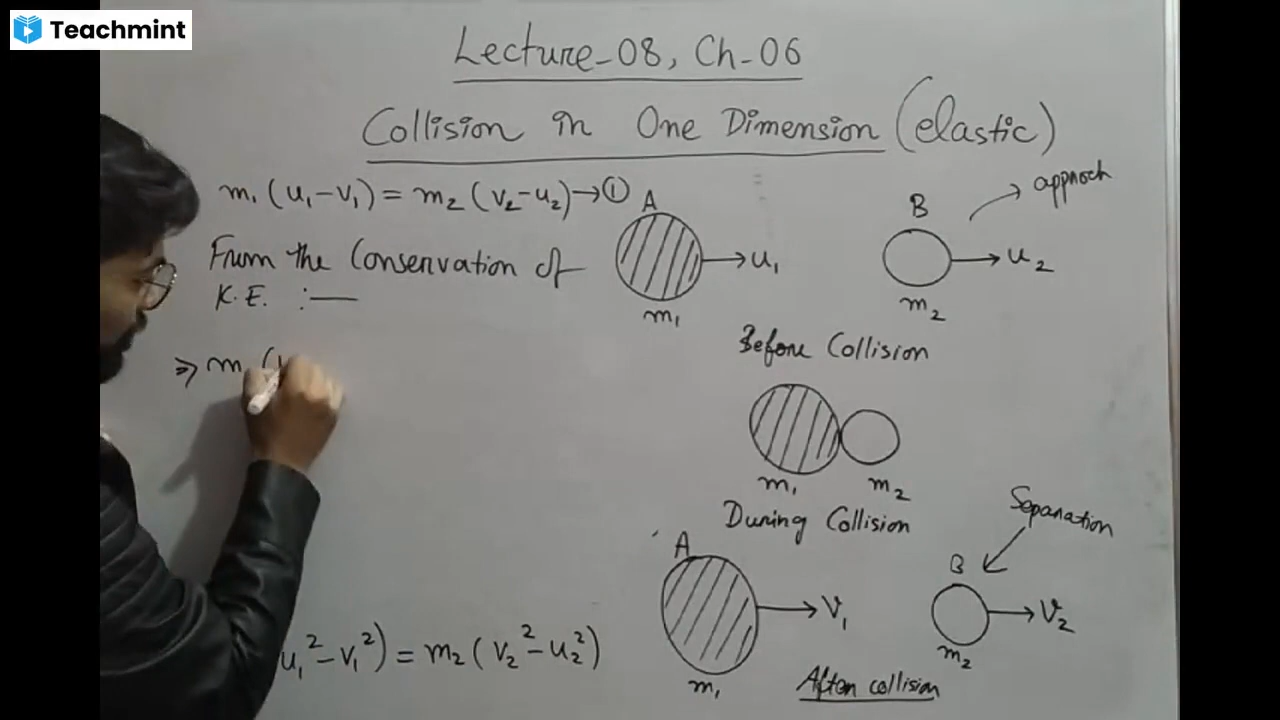 Teachmint
Lecture-08, Ch-06
Collision in One Dimension (elastic)
m₁(u₁-v₁) = m₂(v₂-u₂)→①
From the Conservation of
K.E. :—
⇒ m₁(
u₁²-v₁²) = m₂(v₂²-u₂²)
A
→u₁
m₁
B
→u₂
m₂
approch
Before Collision
m₁
m₂
During Collision
Separation
A
→V₁
m₁
B
→V₂
m₂
After collision